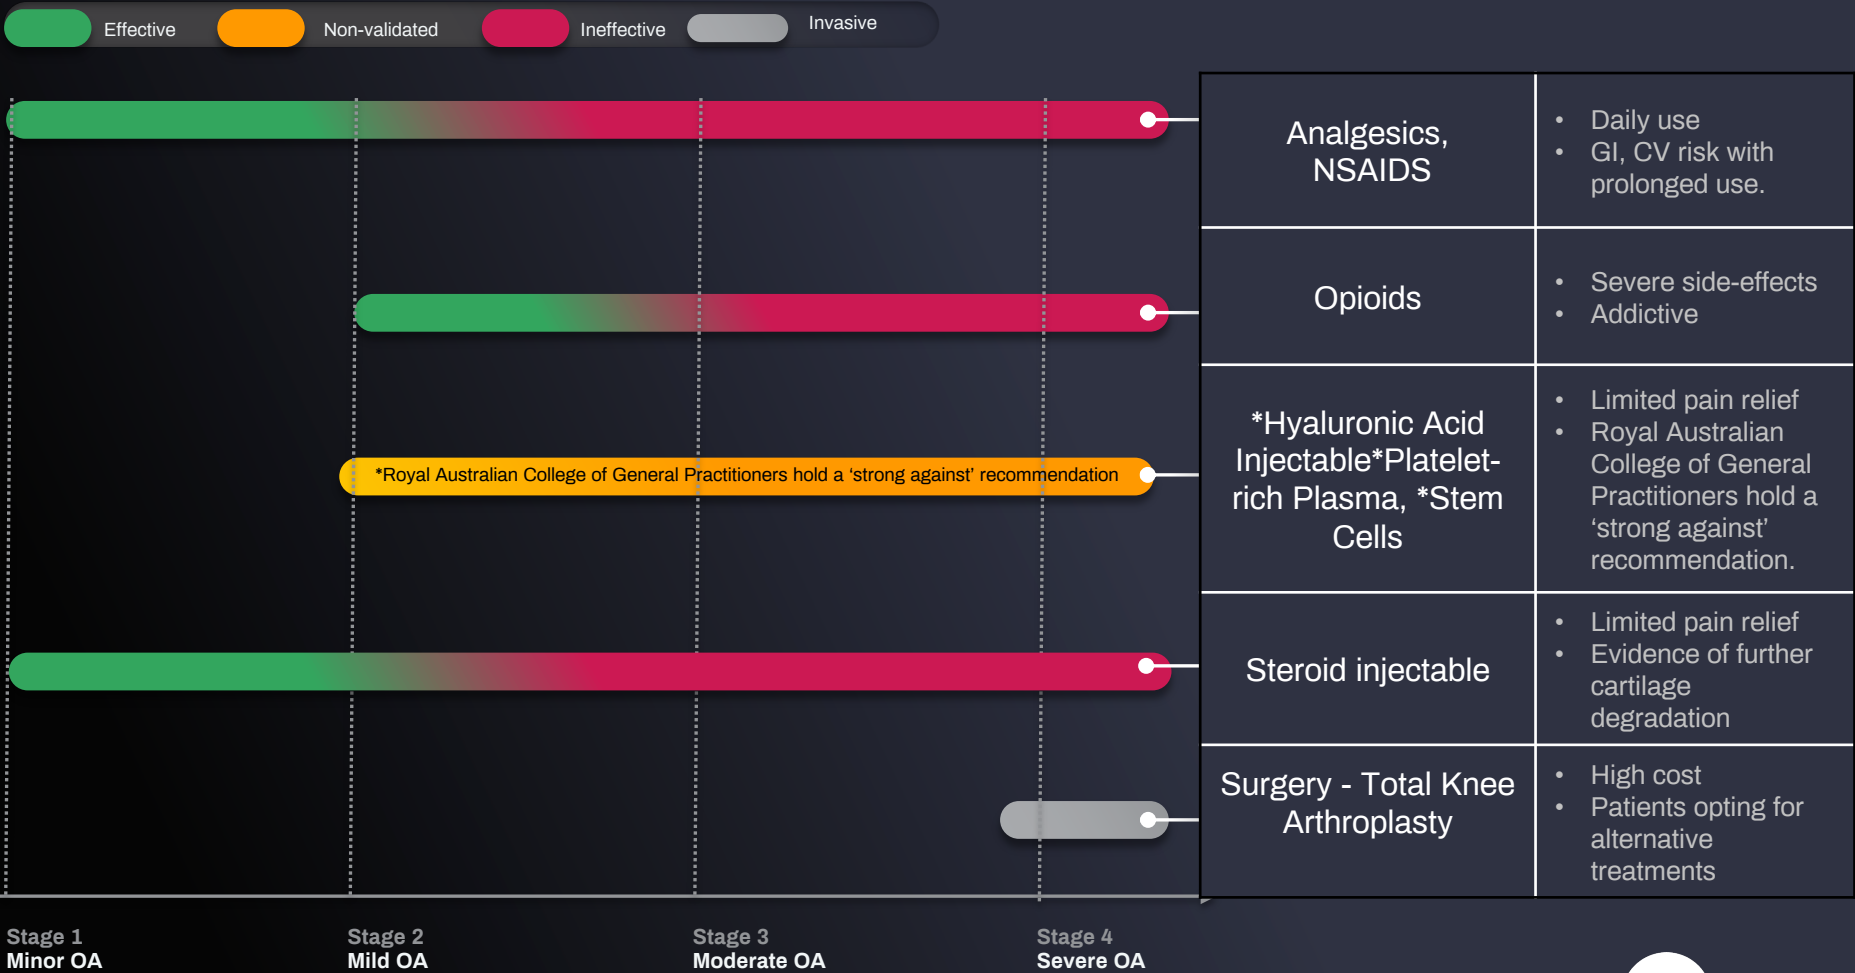 Effective
Non-validated
Ineffective
Invasive
Analgesics,
NSAIDS
• Daily use
• GI, CV risk with
prolonged use.
Opioids
• Severe side-effects
• Addictive
*Royal Australian College of General Practitioners hold a ‘strong against’ recommendation
*Hyaluronic Acid
Injectable*Platelet-
rich Plasma, *Stem
Cells
• Limited pain relief
• Royal Australian
College of General
Practitioners hold a
‘strong against’
recommendation.
Steroid injectable
• Limited pain relief
• Evidence of further
cartilage
degradation
Surgery - Total Knee
Arthroplasty
• High cost
• Patients opting for
alternative
treatments
Stage 1
Minor OA
Stage 2
Mild OA
Stage 3
Moderate OA
Stage 4
Severe OA